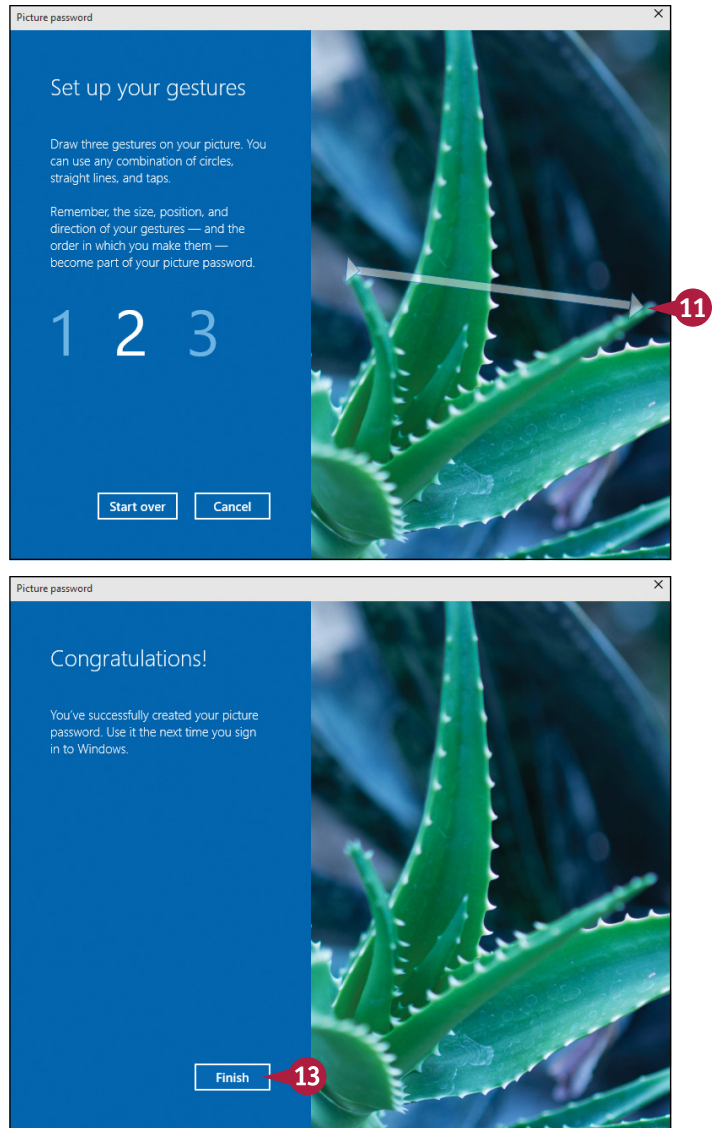 Picture password
Set up your gestures
Draw three gestures on your picture. You
can use any combination of circles,
straight lines, and taps.
Remember, the size, position, and
direction of your gestures — and the
order in which you make them —
become part of your picture password.
11
1 2 3
Start over Cancel
Picture password
Congratulations!
You've successfully created your picture
password. Use it the next time you sign
in to Windows.
Finish 13